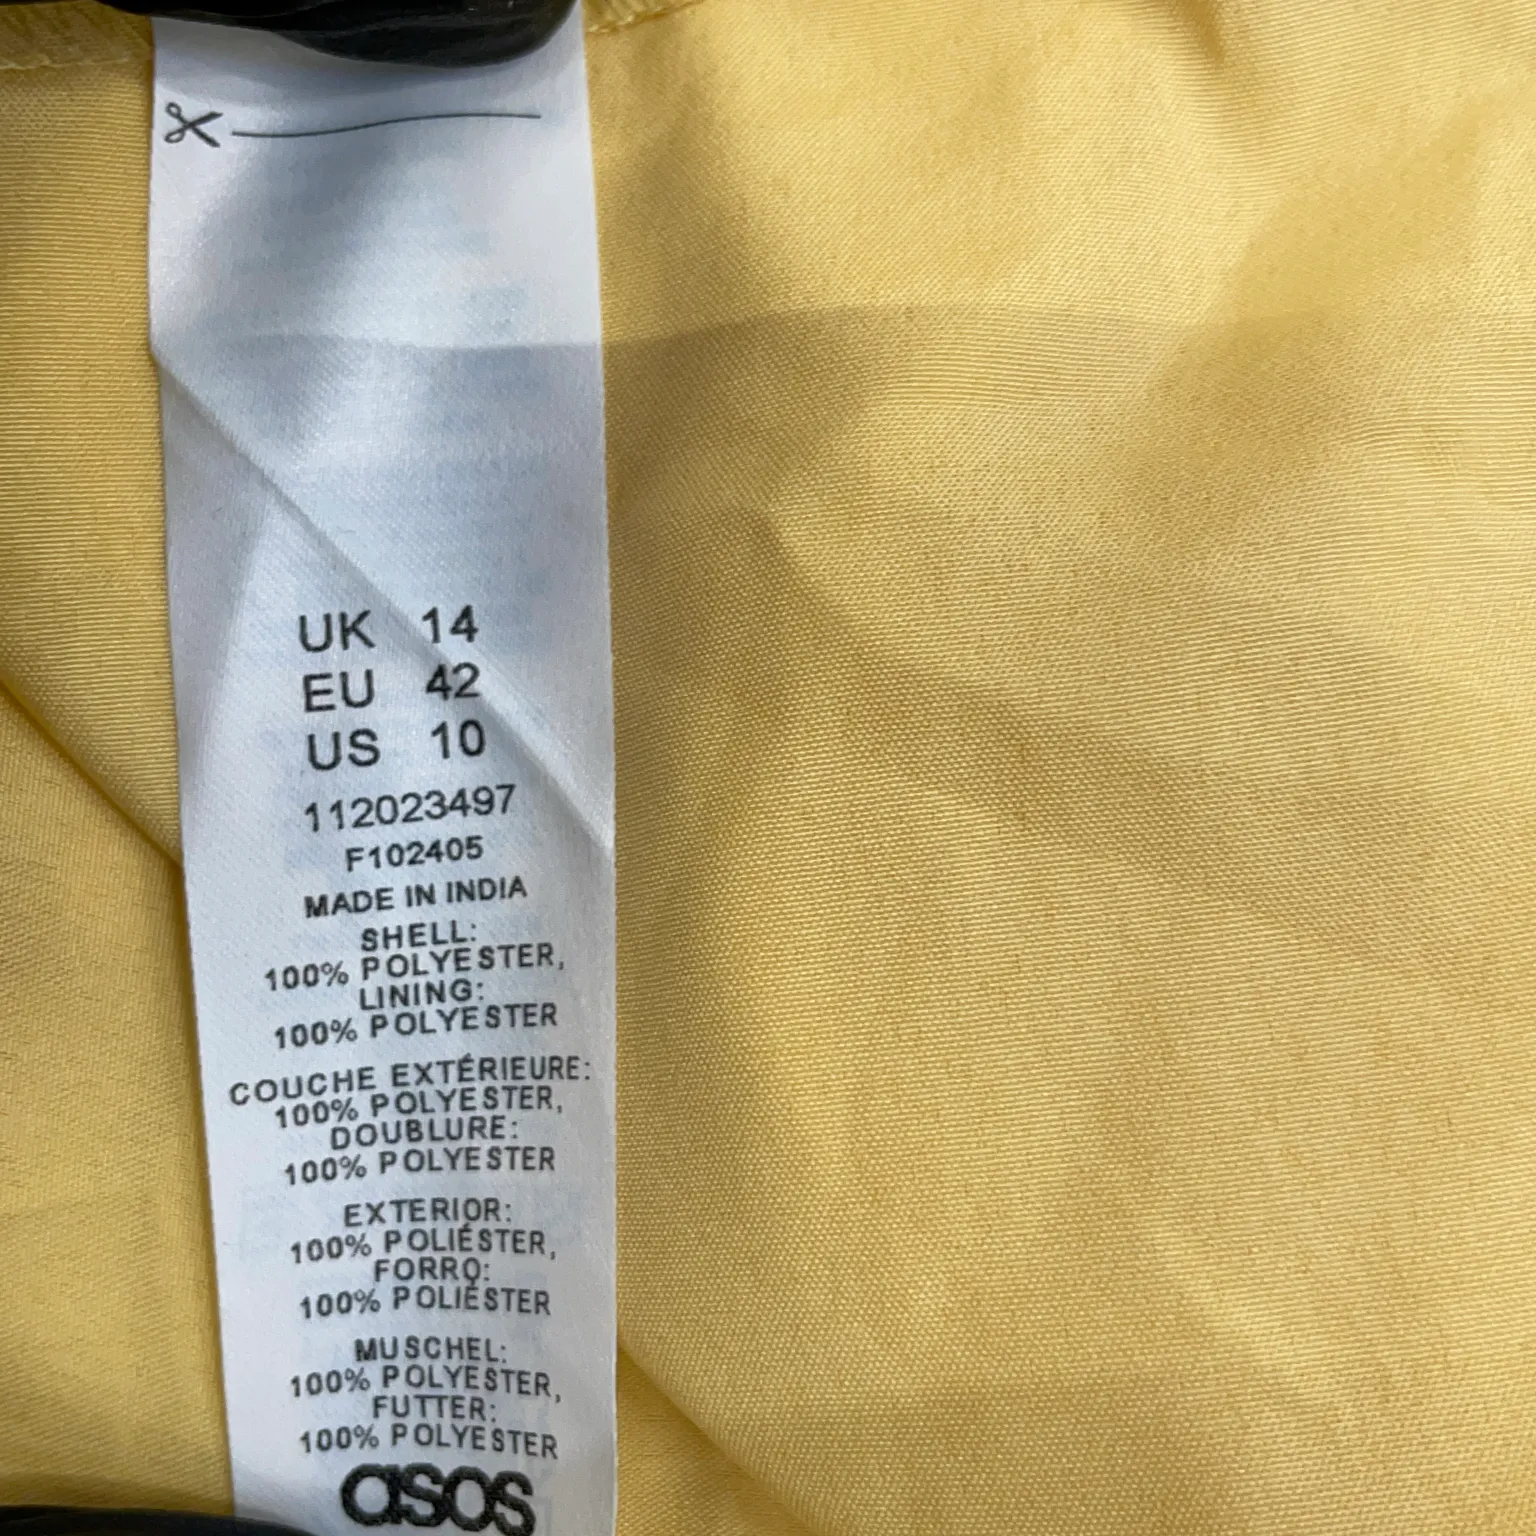 UK 14
EU 42
US 10
112023497
F102405
MADE IN INDIA
SHELL:
100% POLYESTER,
LINING:
100% POLYESTER
COUCHE EXTÉRIEURE:
100% POLYESTER,
DOUBLURE:
100% POLYESTER
EXTERIOR:
100% POLIÉSTER,
FORRO:
100% POLIÉSTER
MUSCHEL:
100% POLYESTER,
FUTTER:
100% POLYESTER
asos